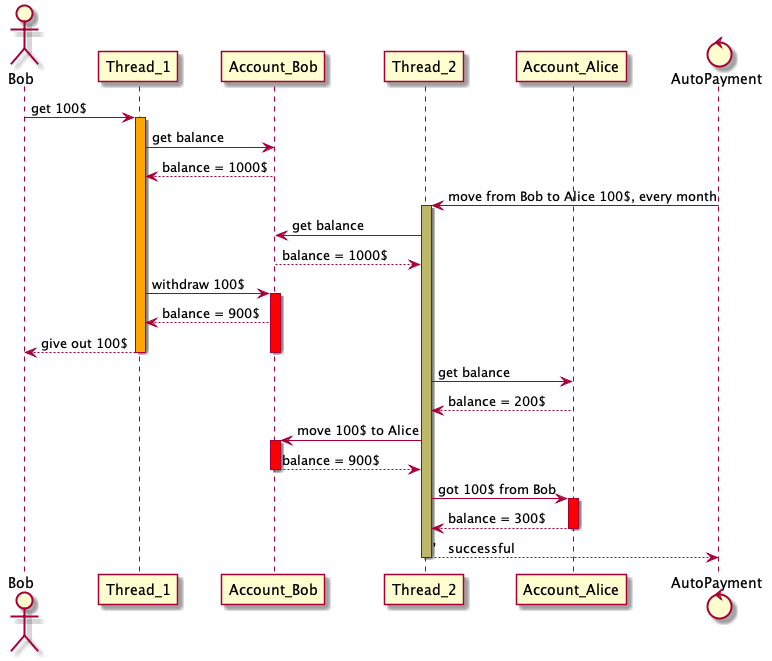 Bob
Thread_1
Account_Bob
Thread_2
Account_Alice
AutoPayment
get 100$
get balance
balance = 1000$
move from Bob to Alice 100$, every month
get balance
balance = 1000$
withdraw 100$
balance = 900$
give out 100$
get balance
balance = 200$
move 100$ to Alice
balance = 900$
got 100$ from Bob
balance = 300$
' successful
Bob
Thread_1
Account_Bob
Thread_2
Account_Alice
AutoPayment